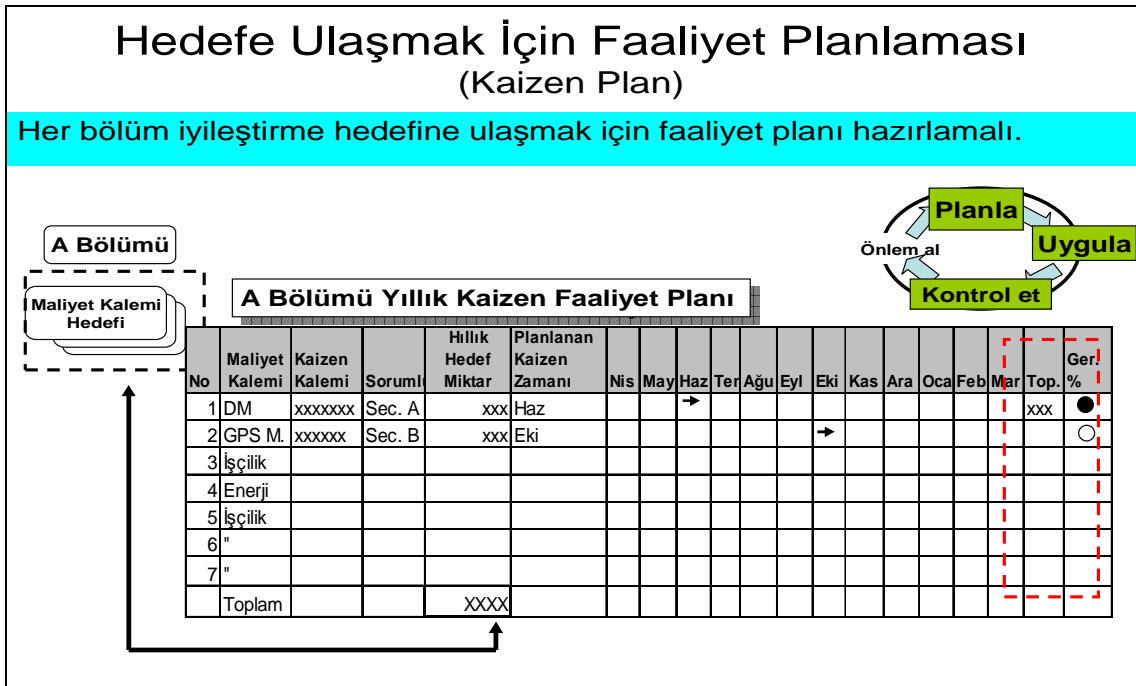 Hedefe Ulaşmak İçin Faaliyet Planlaması
(Kaizen Plan)
Her bölüm iyileştirme hedefine ulaşmak için faaliyet planı hazırlamalı.
Planla
Uygula
Kontrol et
Önlem al
A Bölümü
Maliyet Kalemi
Hedefi
A Bölümü Yıllık Kaizen Faaliyet Planı
No Maliyet Kalemi Kaizen Kalemi Soruml Hıllık Hedef Miktar Planlanan Kaizen Zamanı Nis May Haz Ter Ağu Eyl Eki Kas Ara Oca Feb Mar Top. Ger. %
1 DM xxxxxxx Sec. A xxx Haz xxx
2 GPS M. xxxxxx Sec. B xxx Eki
3 İşçilik
4 Enerji
5 İşçilik
6 "
7 "
Toplam XXXX